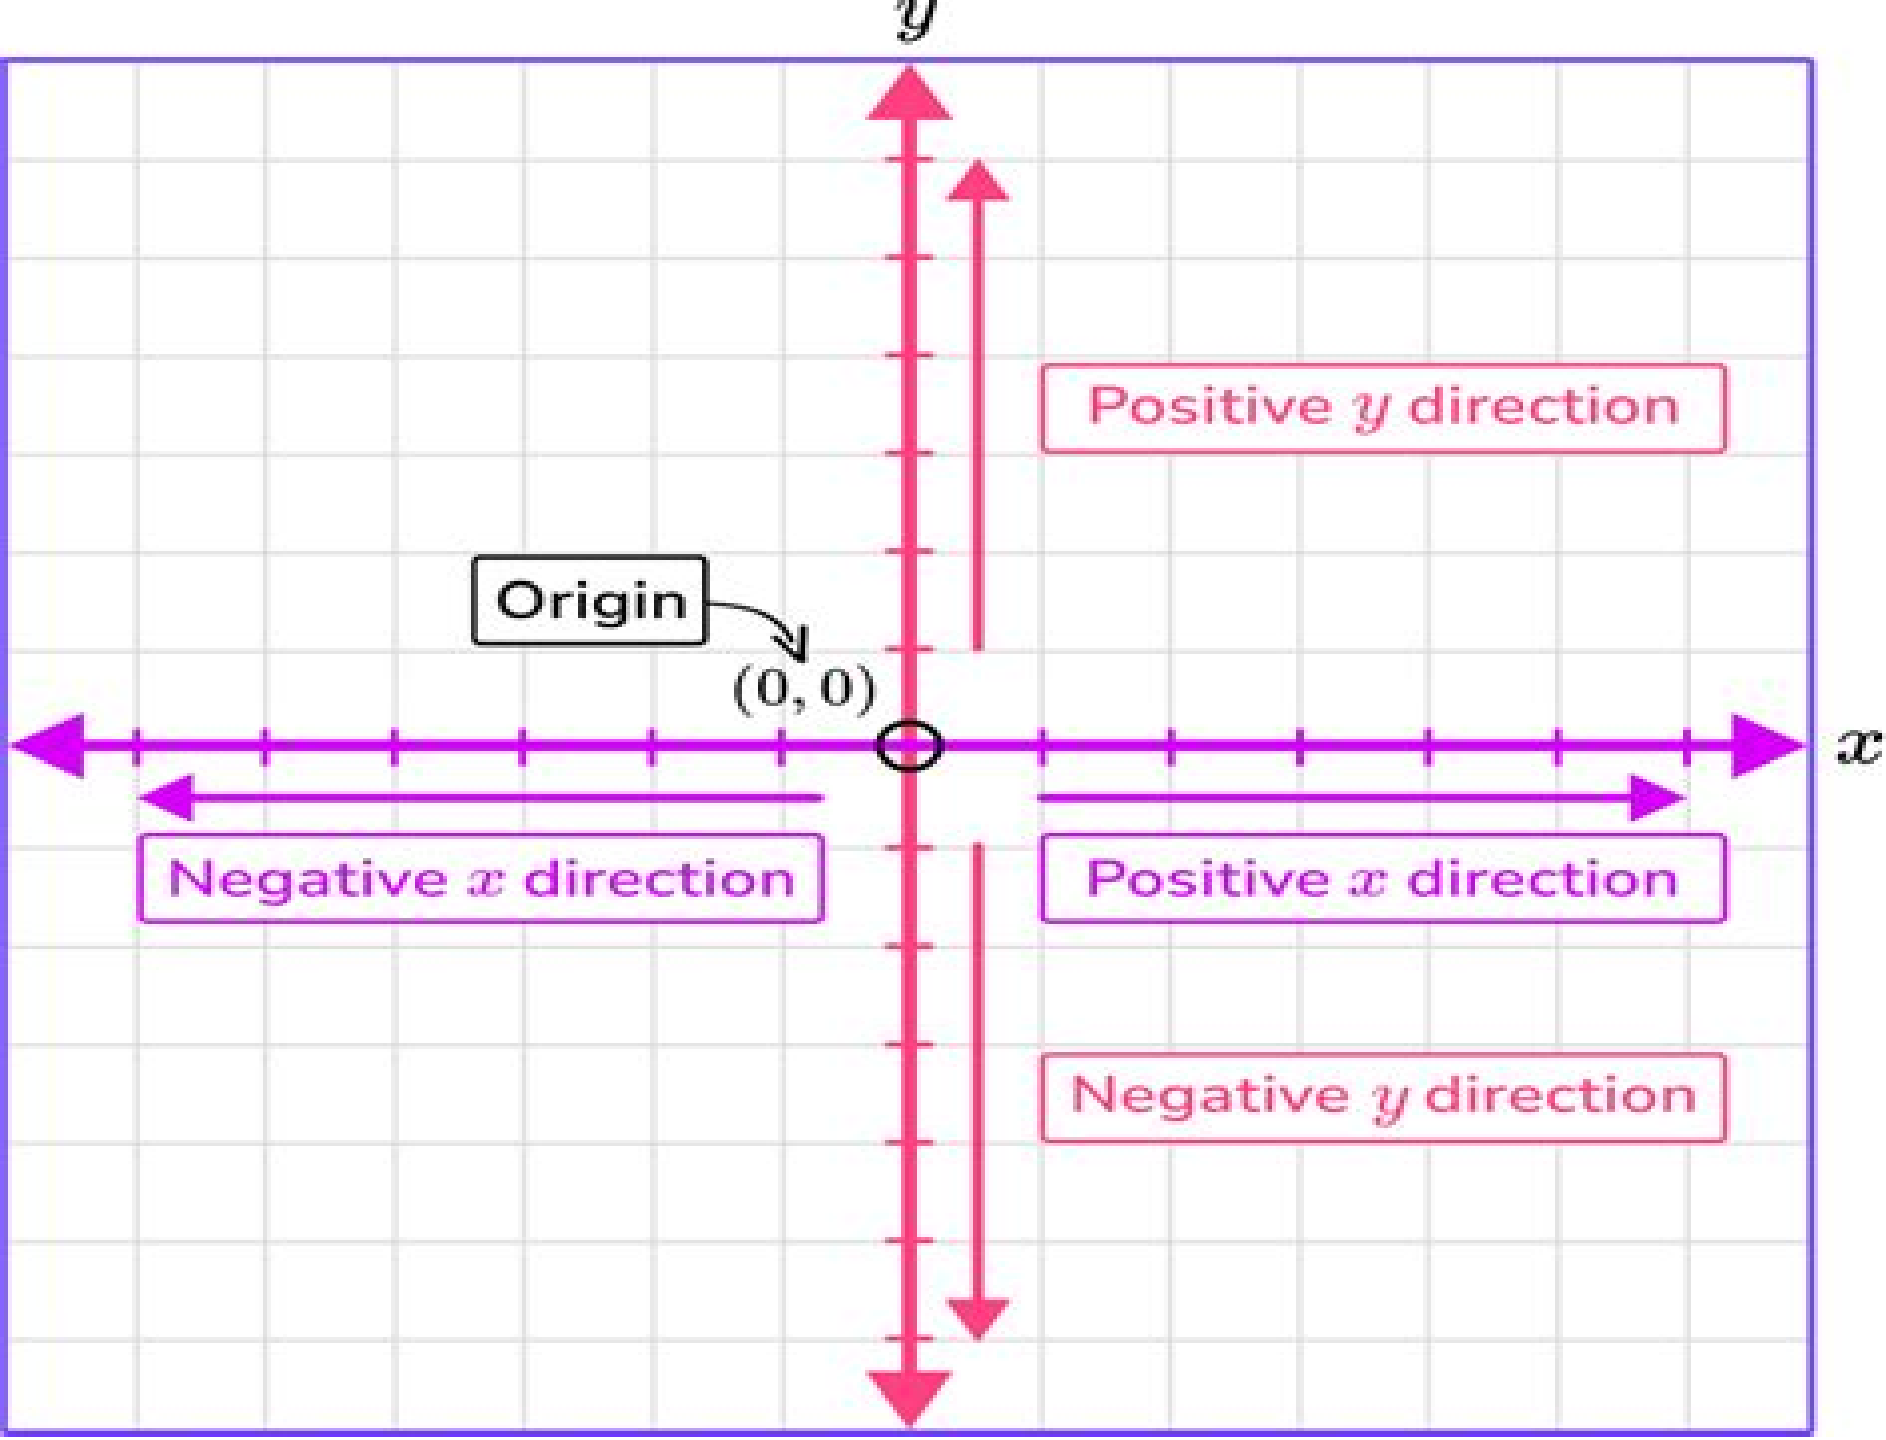 y
Positive y direction
Origin
(0, 0)
x
Negative x direction
Positive x direction
Negative y direction